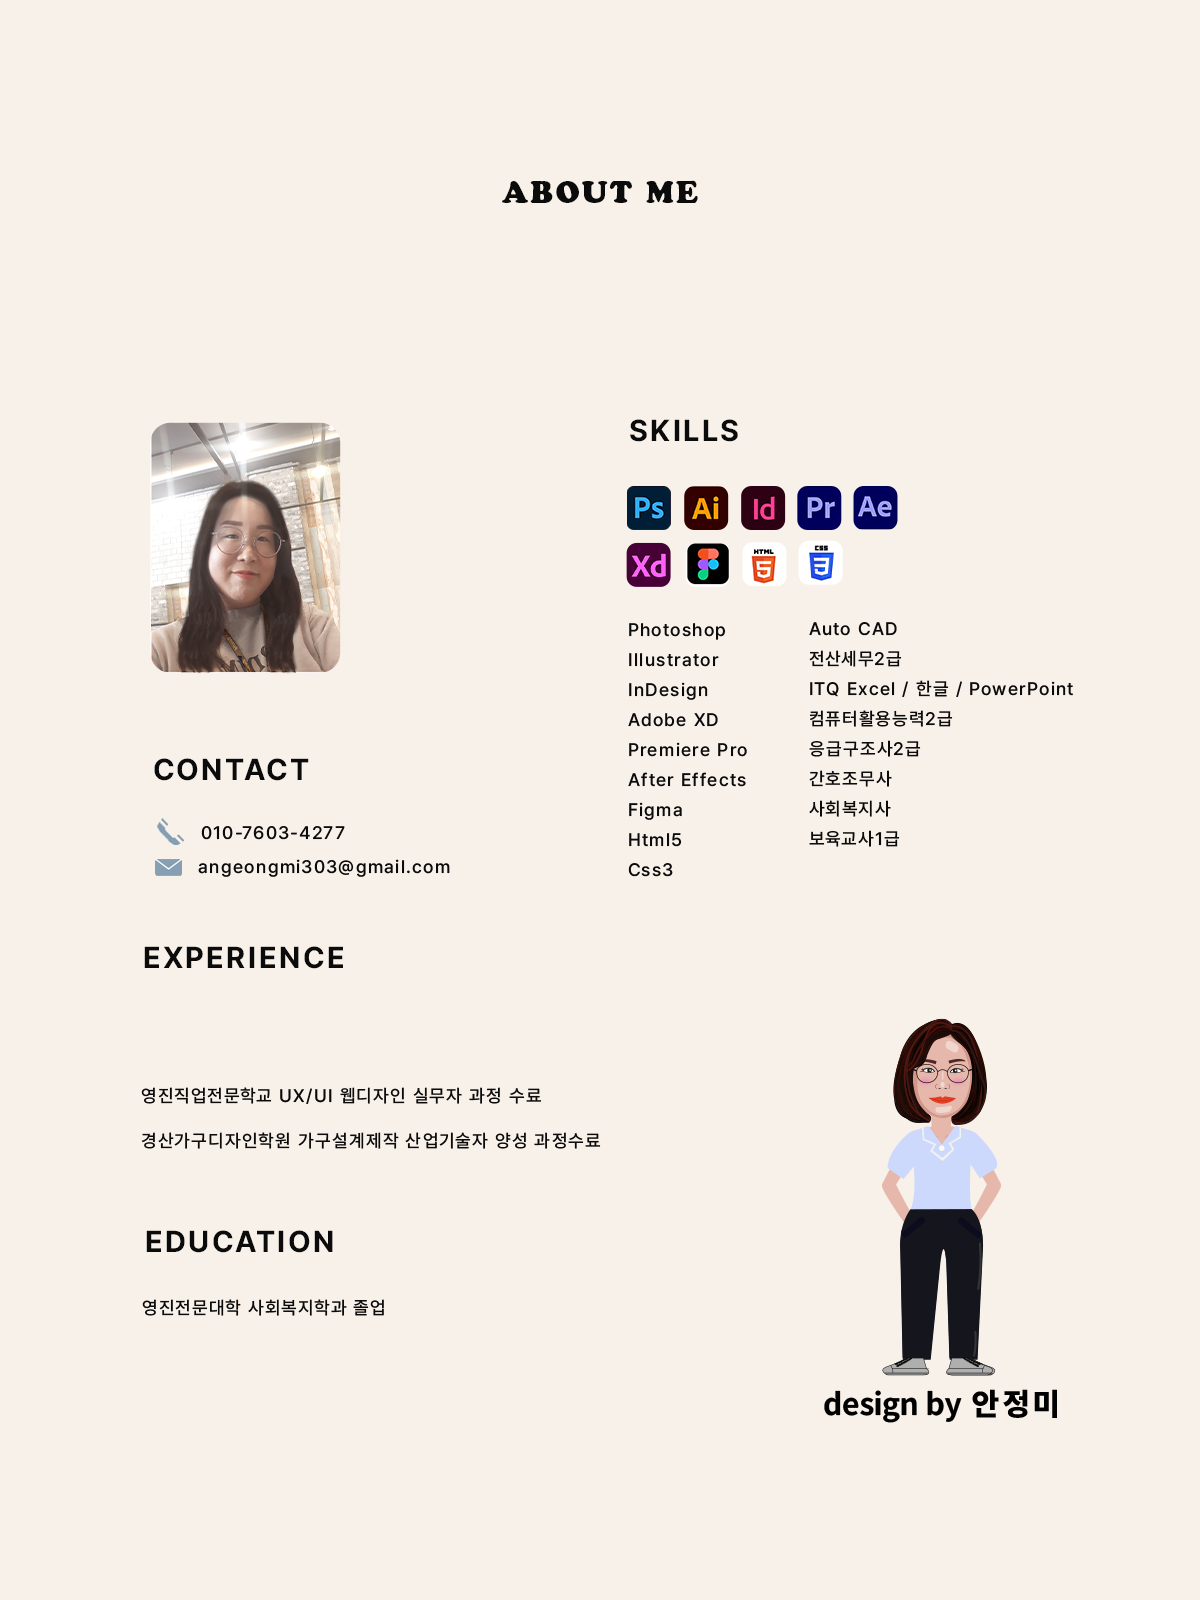 ABOUT ME
SKILLS
Ps Ai Id Pr Ae
Xd HTML 5 CSS 3
Photoshop
Illustrator
InDesign
Adobe XD
Premiere Pro
After Effects
Figma
Html5
Css3
Auto CAD
전산세무2급
ITQ Excel / 한글 / PowerPoint
컴퓨터활용능력2급
응급구조사2급
간호조무사
사회복지사
보육교사1급
CONTACT
010-7603-4277
angeongmi303@gmail.com
EXPERIENCE
영진직업전문학교 UX/UI 웹디자인 실무자 과정 수료
경산가구디자인학원 가구설계제작 산업기술자 양성 과정수료
EDUCATION
영진전문대학 사회복지학과 졸업
design by 안정미